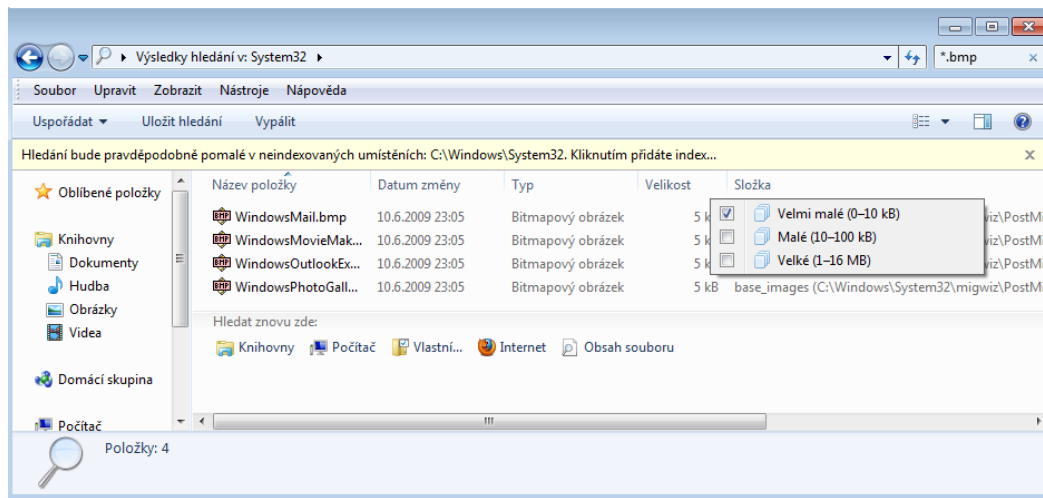 Výsledky hledání v: System32
*.bmp
Soubor Upravit Zobrazit Nástroje Nápověda
Uspořádat Uložit hledání Vypálit
Hledání bude pravděpodobně pomalé v neindexovaných umístěních: C:\Windows\System32. Kliknutím přidáte index...
Oblíbené položky
Knihovny
Dokumenty
Hudba
Obrázky
Videa
Domácí skupina
Počítač
Název položky Datum změny Typ Velikost Složka
WindowsMail.bmp 10.6.2009 23:05 Bitmapový obrázek 5 k
WindowsMovieMak... 10.6.2009 23:05 Bitmapový obrázek 5 k
WindowsOutlookEx... 10.6.2009 23:05 Bitmapový obrázek 5 k
WindowsPhotoGall... 10.6.2009 23:05 Bitmapový obrázek 5 kB base_images (C:\Windows\System32\migwiz\PostMi
Velmi malé (0–10 kB)
Malé (10–100 kB)
Velké (1–16 MB)
Hledat znovu zde:
Knihovny Počítač Vlastní... Internet Obsah souboru
Položky: 4